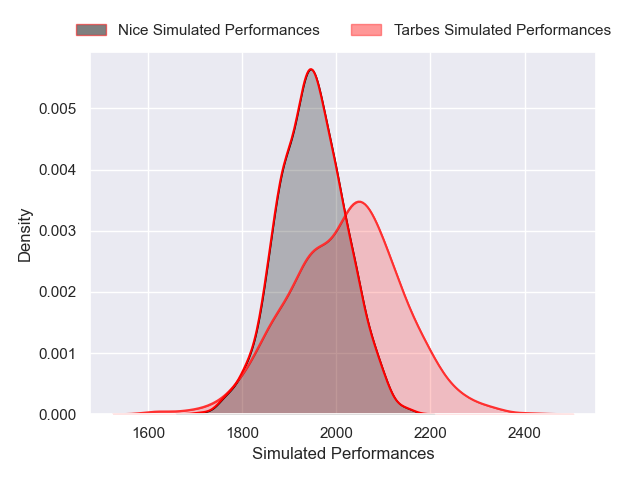 Nice Simulated Performances Tarbes Simulated Performances
0.005
0.004
0.003
0.002
0.001
0.000
Density
1600 1800 2000 2200 2400
Simulated Performances